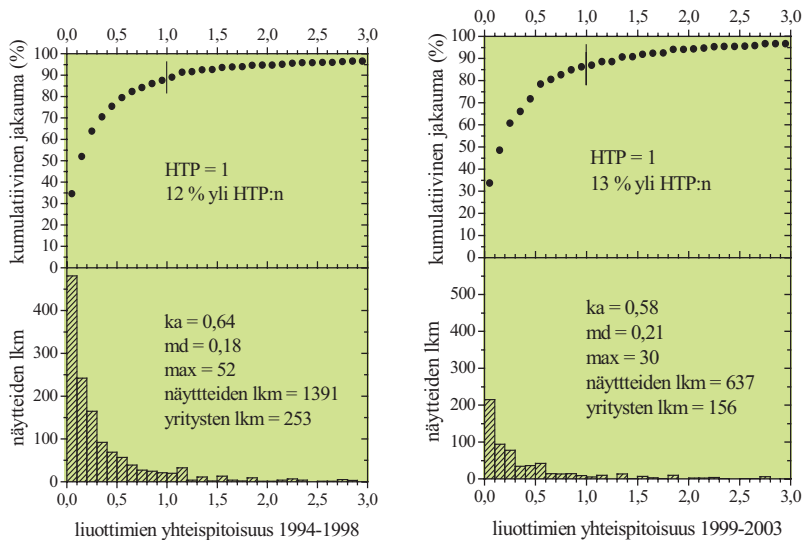 0,0 0,5 1,0 1,5 2,0 2,5 3,0
kumulatiivinen jakauma (%)
100
90
80
70
60
50
40
30
20
10
0
HTP = 1
12 % yli HTP:n
näytteiden lkm
400
300
200
100
0
ka = 0,64
md = 0,18
max = 52
näyttteiden lkm = 1391
yritysten lkm = 253
0,0 0,5 1,0 1,5 2,0 2,5 3,0
liuottimien yhteispitoisuus 1994-1998
0,0 0,5 1,0 1,5 2,0 2,5 3,0
kumulatiivinen jakauma (%)
100
90
80
70
60
50
40
30
20
10
0
HTP = 1
13 % yli HTP:n
näytteiden lkm
500
400
300
200
100
0
ka = 0,58
md = 0,21
max = 30
näyttteiden lkm = 637
yritysten lkm = 156
0,0 0,5 1,0 1,5 2,0 2,5 3,0
liuottimien yhteispitoisuus 1999-2003